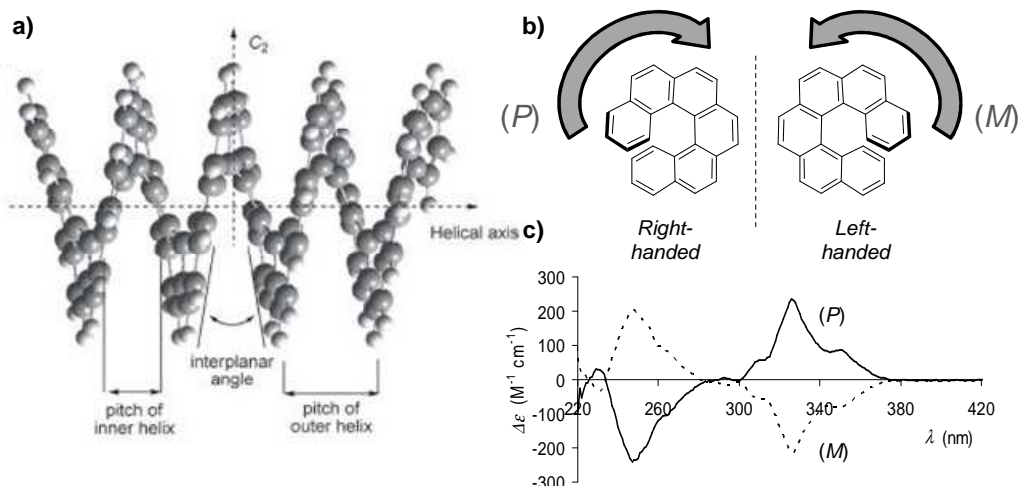 a)
C2
Helical axis
interplanar
angle
pitch of
inner helix
pitch of
outer helix
b)
(P)
(M)
Right-
handed
Left-
handed
c)
300
200
100
0
-100
-200
-300
Δε (M-1 cm-1)
220
260
300
340
380
420
λ (nm)
(P)
(M)